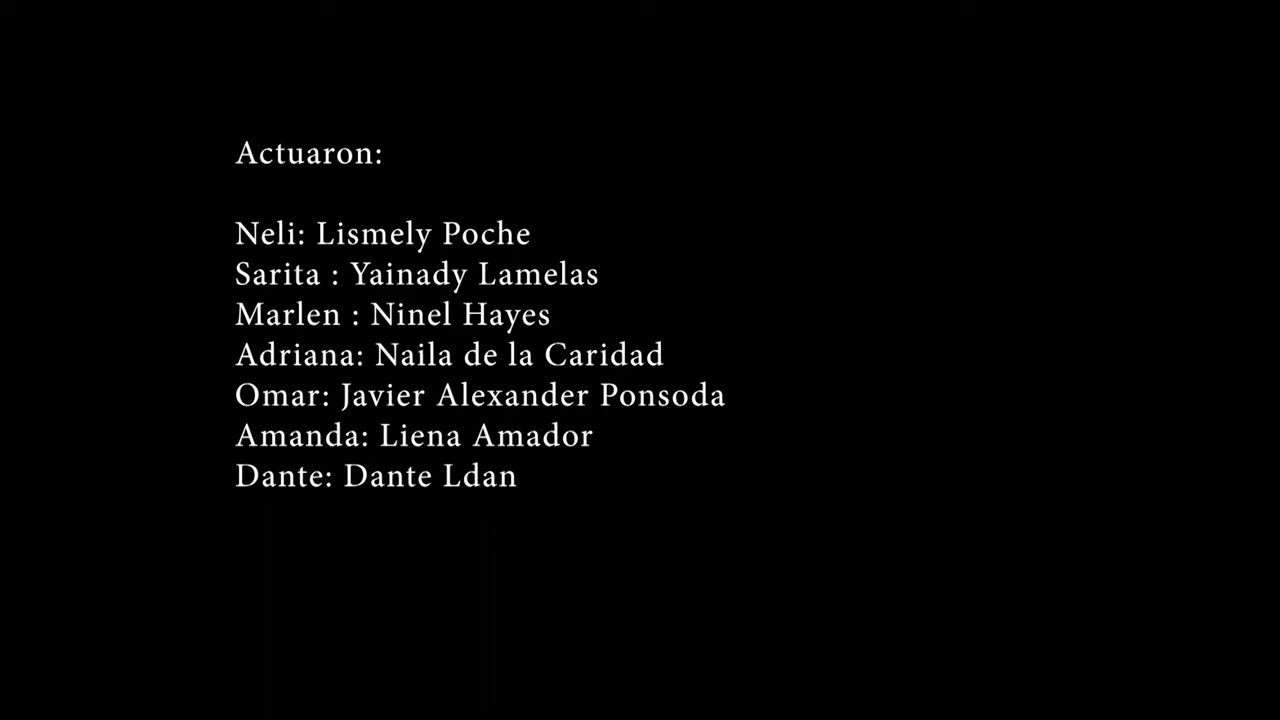 Actuaron:
Neli: Lismely Poche
Sarita : Yainady Lamelas
Marlen : Ninel Hayes
Adriana: Naila de la Caridad
Omar: Javier Alexander Ponsoda
Amanda: Liena Amador
Dante: Dante Ldan